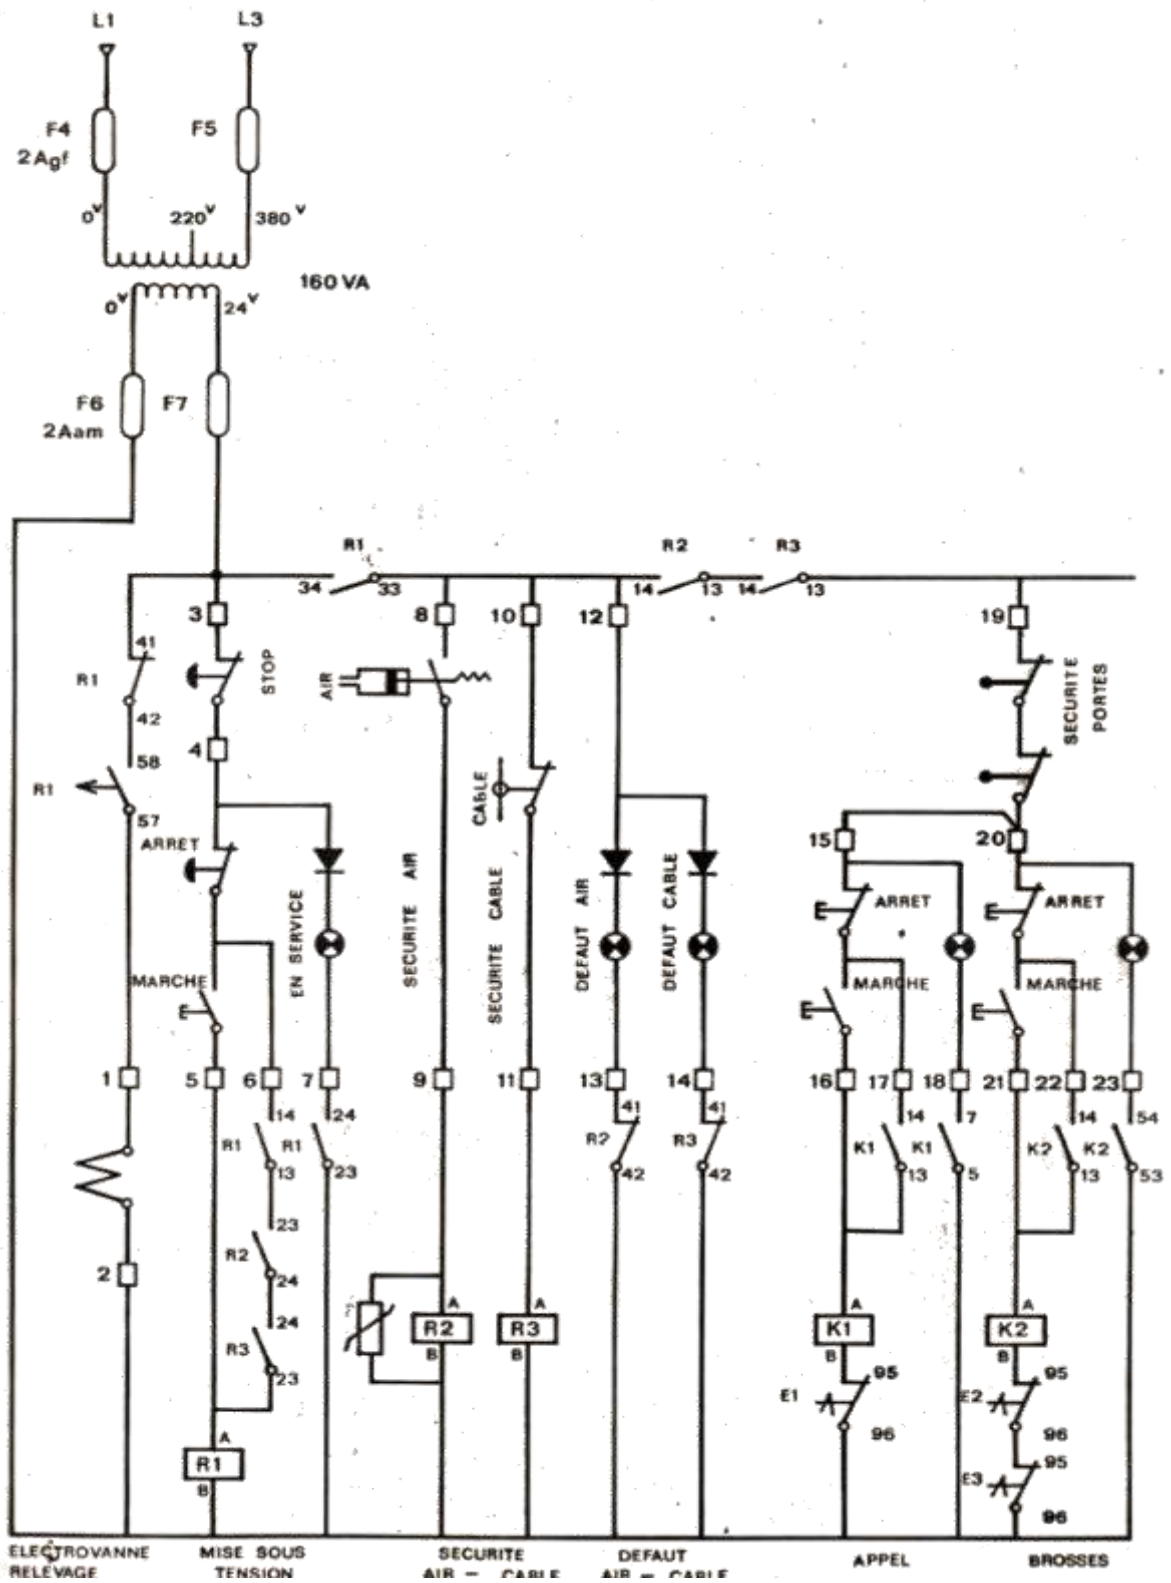 L1 L3
F4 F5
2Agf
0V 220V 380V
160 VA
0V 24V
F6 F7
2Aam
R1 R2 R3
34 33 14 13 14 13
3 8 10 12 19
41
R1 STOP AIR SECURITE PORTES
42
4
58
R1 CABLE
57
ARRET 15 20
SECURITE AIR SECURITE CABLE DEFAUT AIR DEFAUT CABLE
EN SERVICE ARRET ARRET
MARCHE MARCHE MARCHE
1 5 6 7 9 11 13 14 16 17 18 21 22 23
14 24 41 41 14 7 14 54
R1 R1 R2 R3 K1 K1 K2 K2
13 23 42 42 13 5 13 53
23
R2
24
2
24
R3
23
A A A A
R2 R3 K1 K2
B B B B
95 95
E1 E2
96 96
A
R1
B
95
E3
96
ELECTROVANNE MISE SOUS SECURITE DEFAUT APPEL BROSSES
RELEVAGE TENSION AIR - CABLE AIR - CABLE